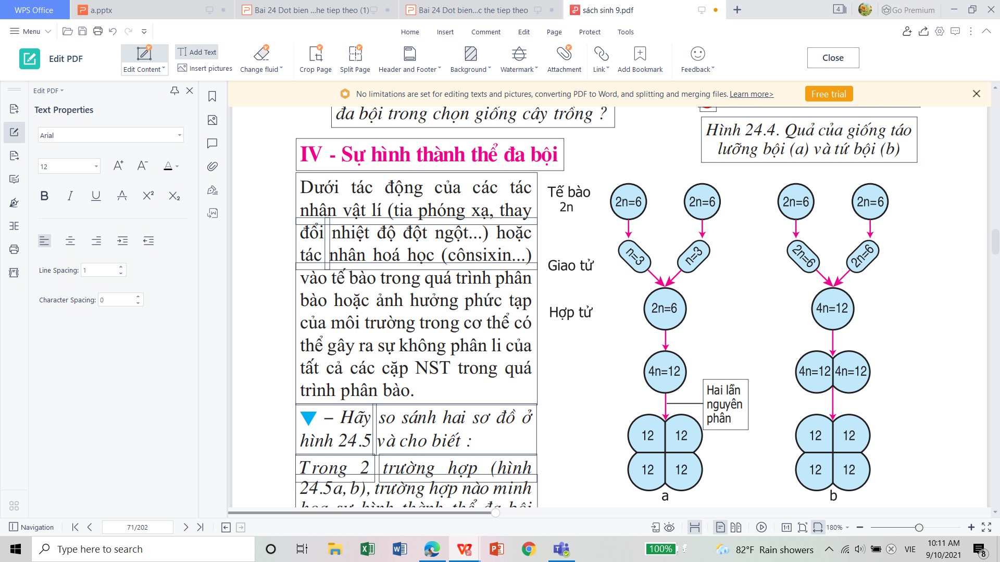 WPS Office
a.pptx
Bai 24 Dot bien ...he tiep theo (1)
Bai 24 Dot bien...c the tiep theo
sách sinh 9.pdf
4
Go Premium
Menu
Home Insert Comment Edit Page Protect Tools
Edit PDF
Edit Content
Add Text
Insert pictures
Change fluid
Crop Page
Split Page
Header and Footer
Background
Watermark
Attachment
Link
Add Bookmark
Feedback
Close
Edit PDF
Text Properties
Arial
12
Line Spacing: 1
Character Spacing: 0
No limitations are set for editing texts and pictures, converting PDF to Word, and splitting and merging files. Learn more>
Free trial
đa bội trong chọn giống cây trồng ?
Hình 24.4. Quả của giống táo
lưỡng bội (a) và tứ bội (b)
IV - Sự hình thành thể đa bội
Dưới tác động của các tác
nhân vật lí (tia phóng xạ, thay
đổi nhiệt độ đột ngột...) hoặc
tác nhân hoá học (cônsixin...)
vào tế bào trong quá trình phân
bào hoặc ảnh hưởng phức tạp
của môi trường trong cơ thể có
thể gây ra sự không phân li của
tất cả các cặp NST trong quá
trình phân bào.
– Hãy so sánh hai sơ đồ ở
hình 24.5 và cho biết :
Trong 2 trường hợp (hình
24.5a, b), trường hợp nào minh
hoạ sự hình thành thể đa bội
Tế bào
2n
2n=6 2n=6 2n=6 2n=6
Giao tử
n=3 n=3 2n=6 2n=6
Hợp tử
2n=6 4n=12
4n=12 4n=12 4n=12
Hai lần
nguyên
phân
12 12 12 12
12 12 12 12
a b
Navigation
71/202
1:1
180%
Type here to search
100%
82°F Rain showers
VIE
10:11 AM
9/10/2021
8